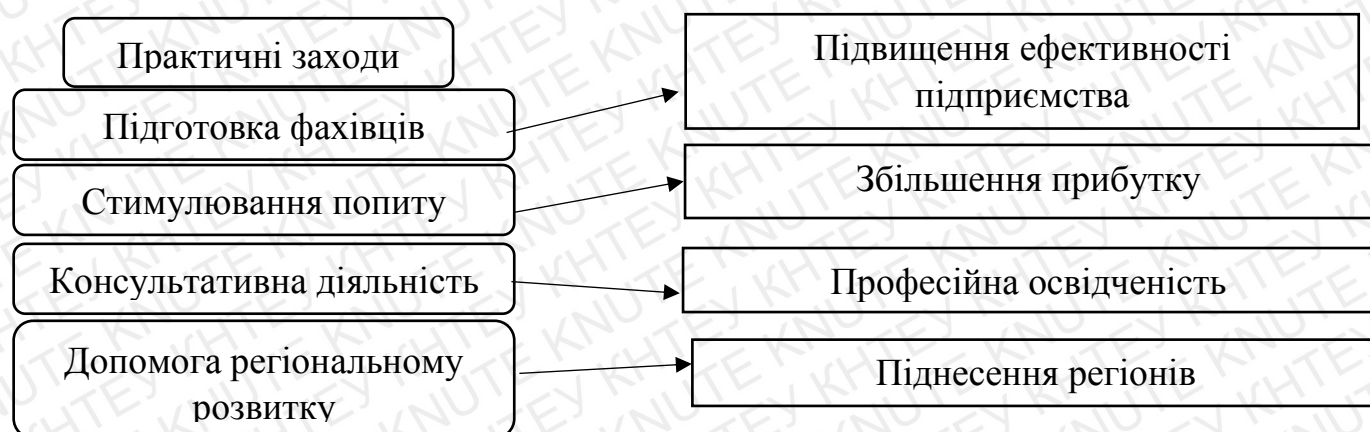 Практичні заходи
Підготовка фахівців
Стимулювання попиту
Консультативна діяльність
Допомога регіональному
розвитку
Підвищення ефективності
підприємства
Збільшення прибутку
Професійна освідченість
Піднесення регіонів